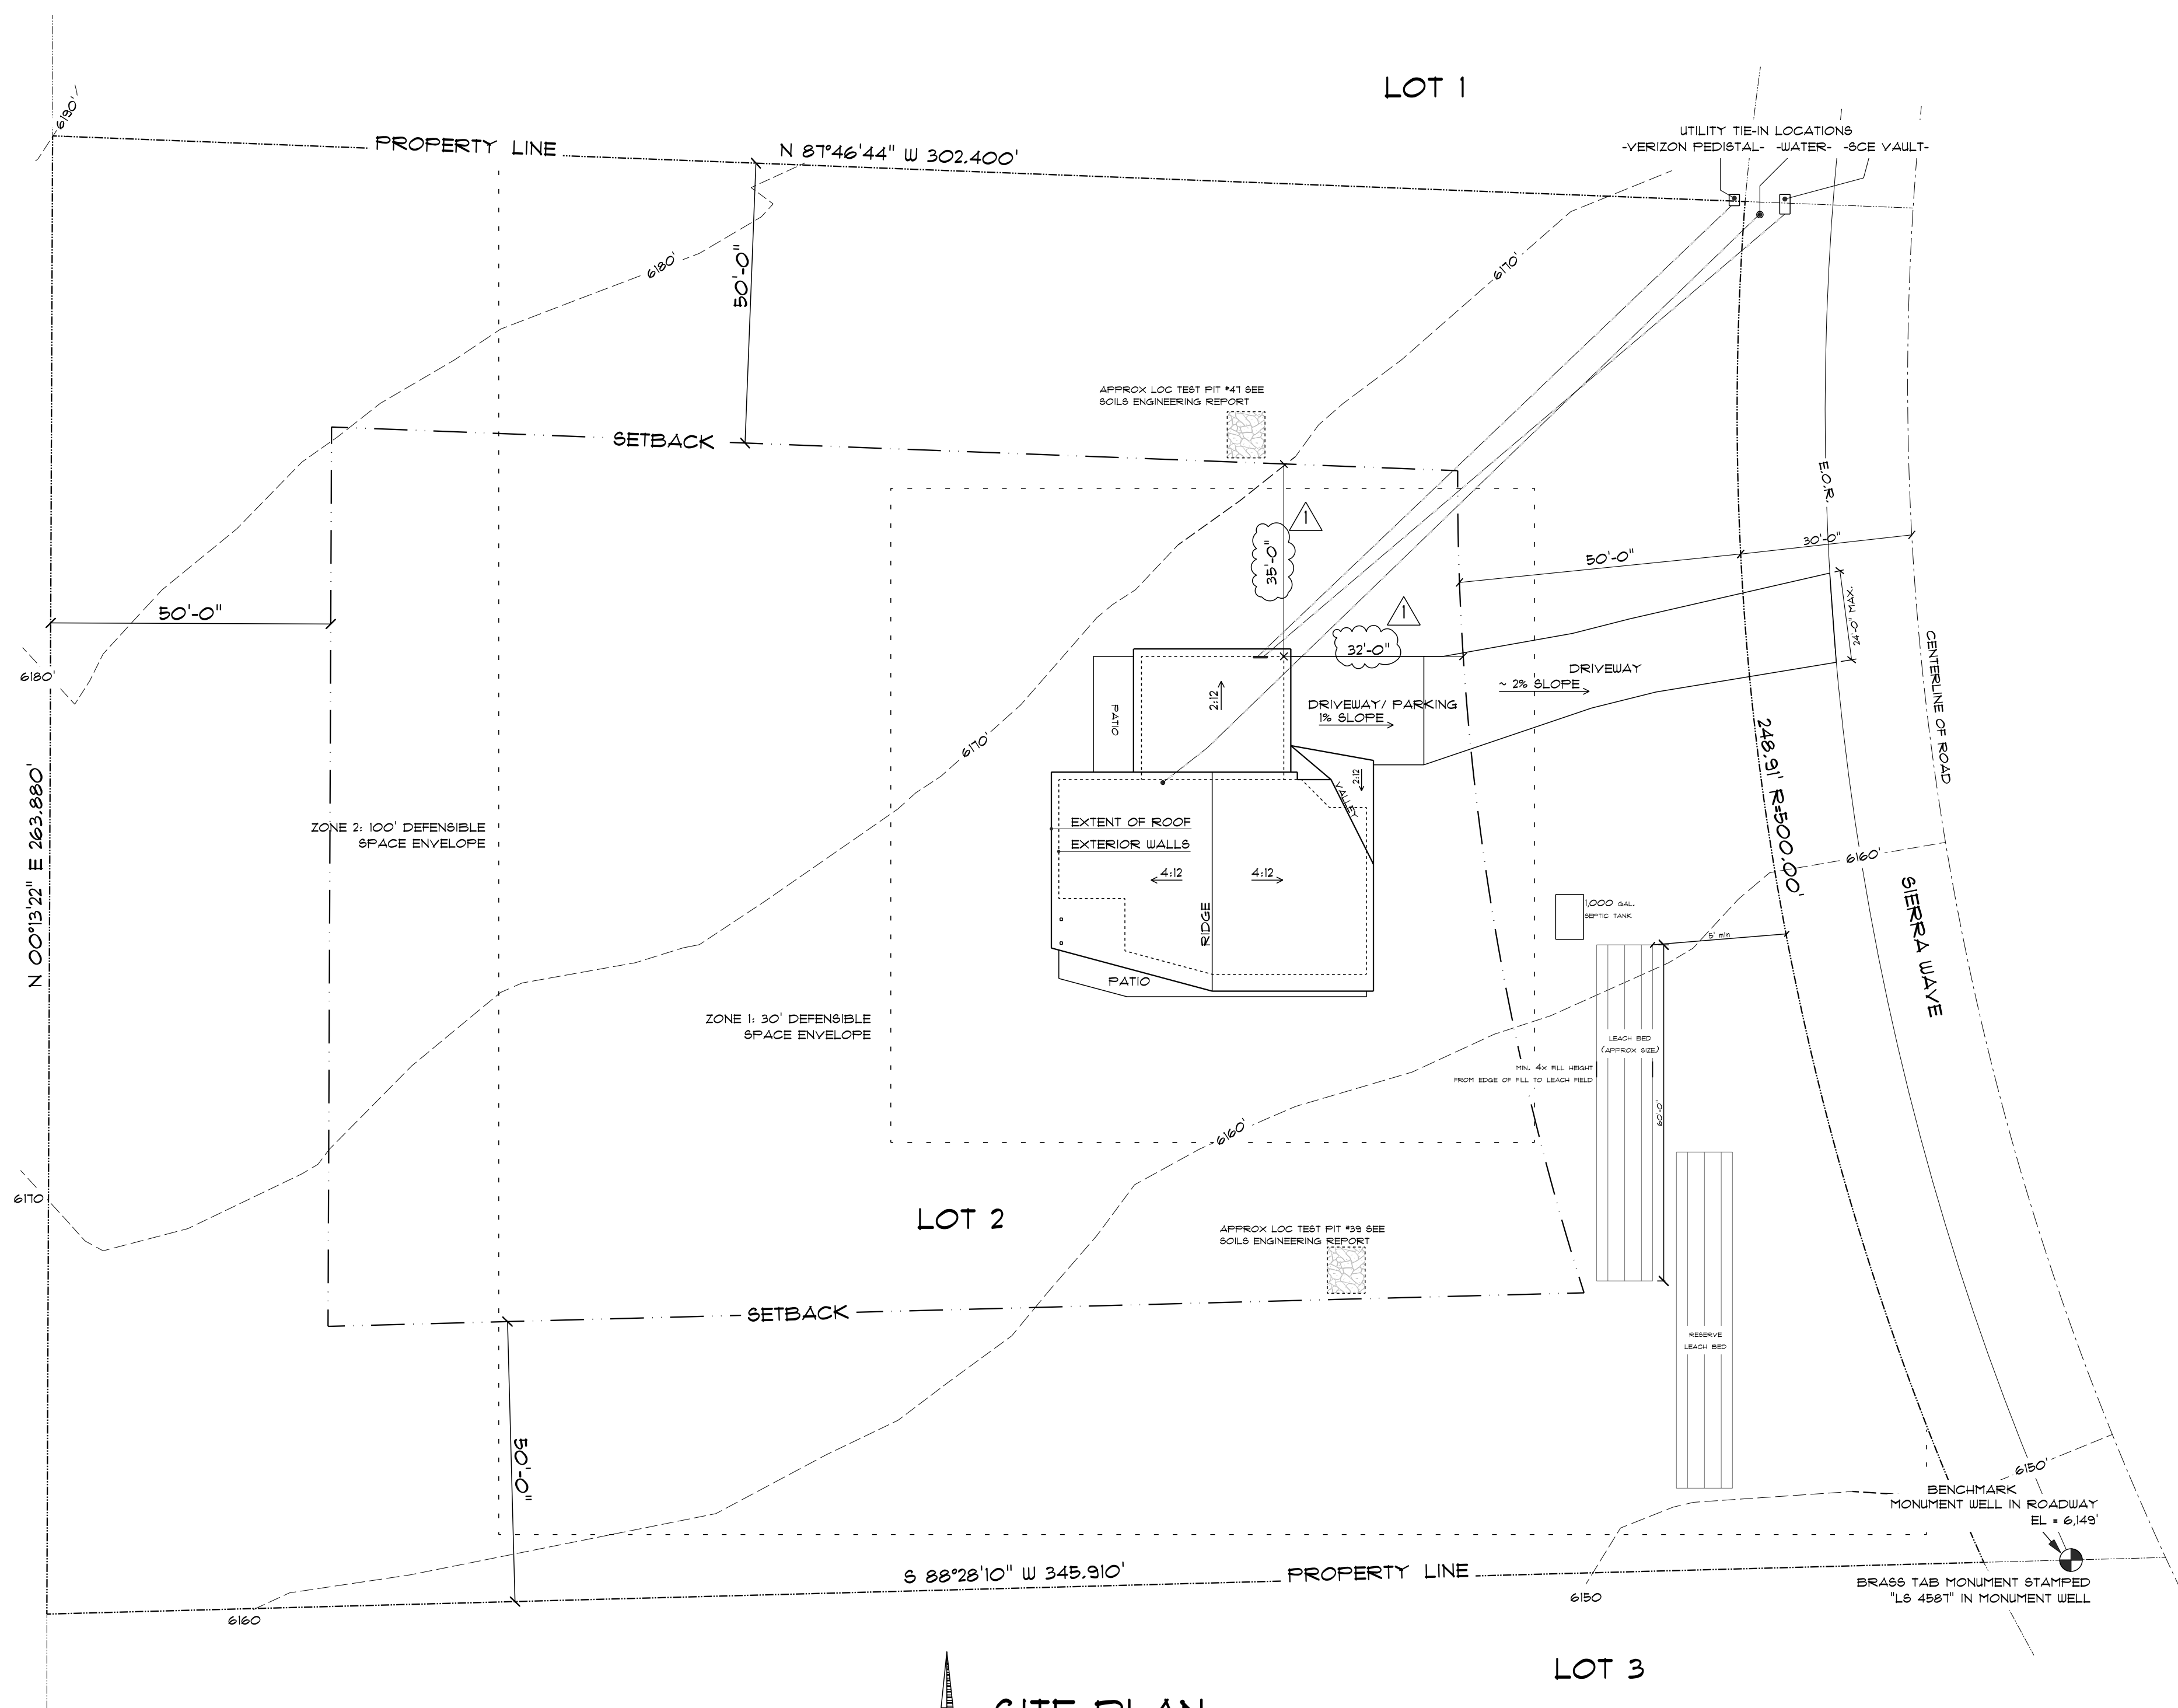 LOT 1
6190'
UTILITY TIE-IN LOCATIONS
-VERIZON PEDISTAL- -WATER- -SCE VAULT-
PROPERTY LINE
N 87°46'44" W 302.400'
6180'
50'-0"
6170'
APPROX LOC TEST PIT #47 SEE
SOILS ENGINEERING REPORT
SETBACK
E.O.R.
1
35'-0"
50'-0"
30'-0"
24'-0" MAX.
50'-0"
1
32'-0"
6180'
PATIO
2:12
DRIVEWAY
~ 2% SLOPE
DRIVEWAY/ PARKING
1% SLOPE
CENTERLINE OF ROAD
6170'
2:12
VALLEY
248.91' R=500.00'
N 00°13'22" E 263.880'
ZONE 2: 100' DEFENSIBLE
SPACE ENVELOPE
EXTENT OF ROOF
EXTERIOR WALLS
4:12
4:12
RIDGE
6160'
SIERRA WAVE
1,000 GAL.
SEPTIC TANK
5' min
PATIO
ZONE 1: 30' DEFENSIBLE
SPACE ENVELOPE
LEACH BED
(APPROX SIZE)
MIN. 4X FILL HEIGHT
FROM EDGE OF FILL TO LEACH FIELD
60'-0"
6160'
6170
LOT 2
APPROX LOC TEST PIT #39 SEE
SOILS ENGINEERING REPORT
SETBACK
RESERVE
LEACH BED
50'-0"
6150'
BENCHMARK
MONUMENT WELL IN ROADWAY
EL = 6,149'
S 88°28'10" W 345.910'
PROPERTY LINE
BRASS TAB MONUMENT STAMPED
"LS 4587" IN MONUMENT WELL
6150
6160
LOT 3
SITE PLAN